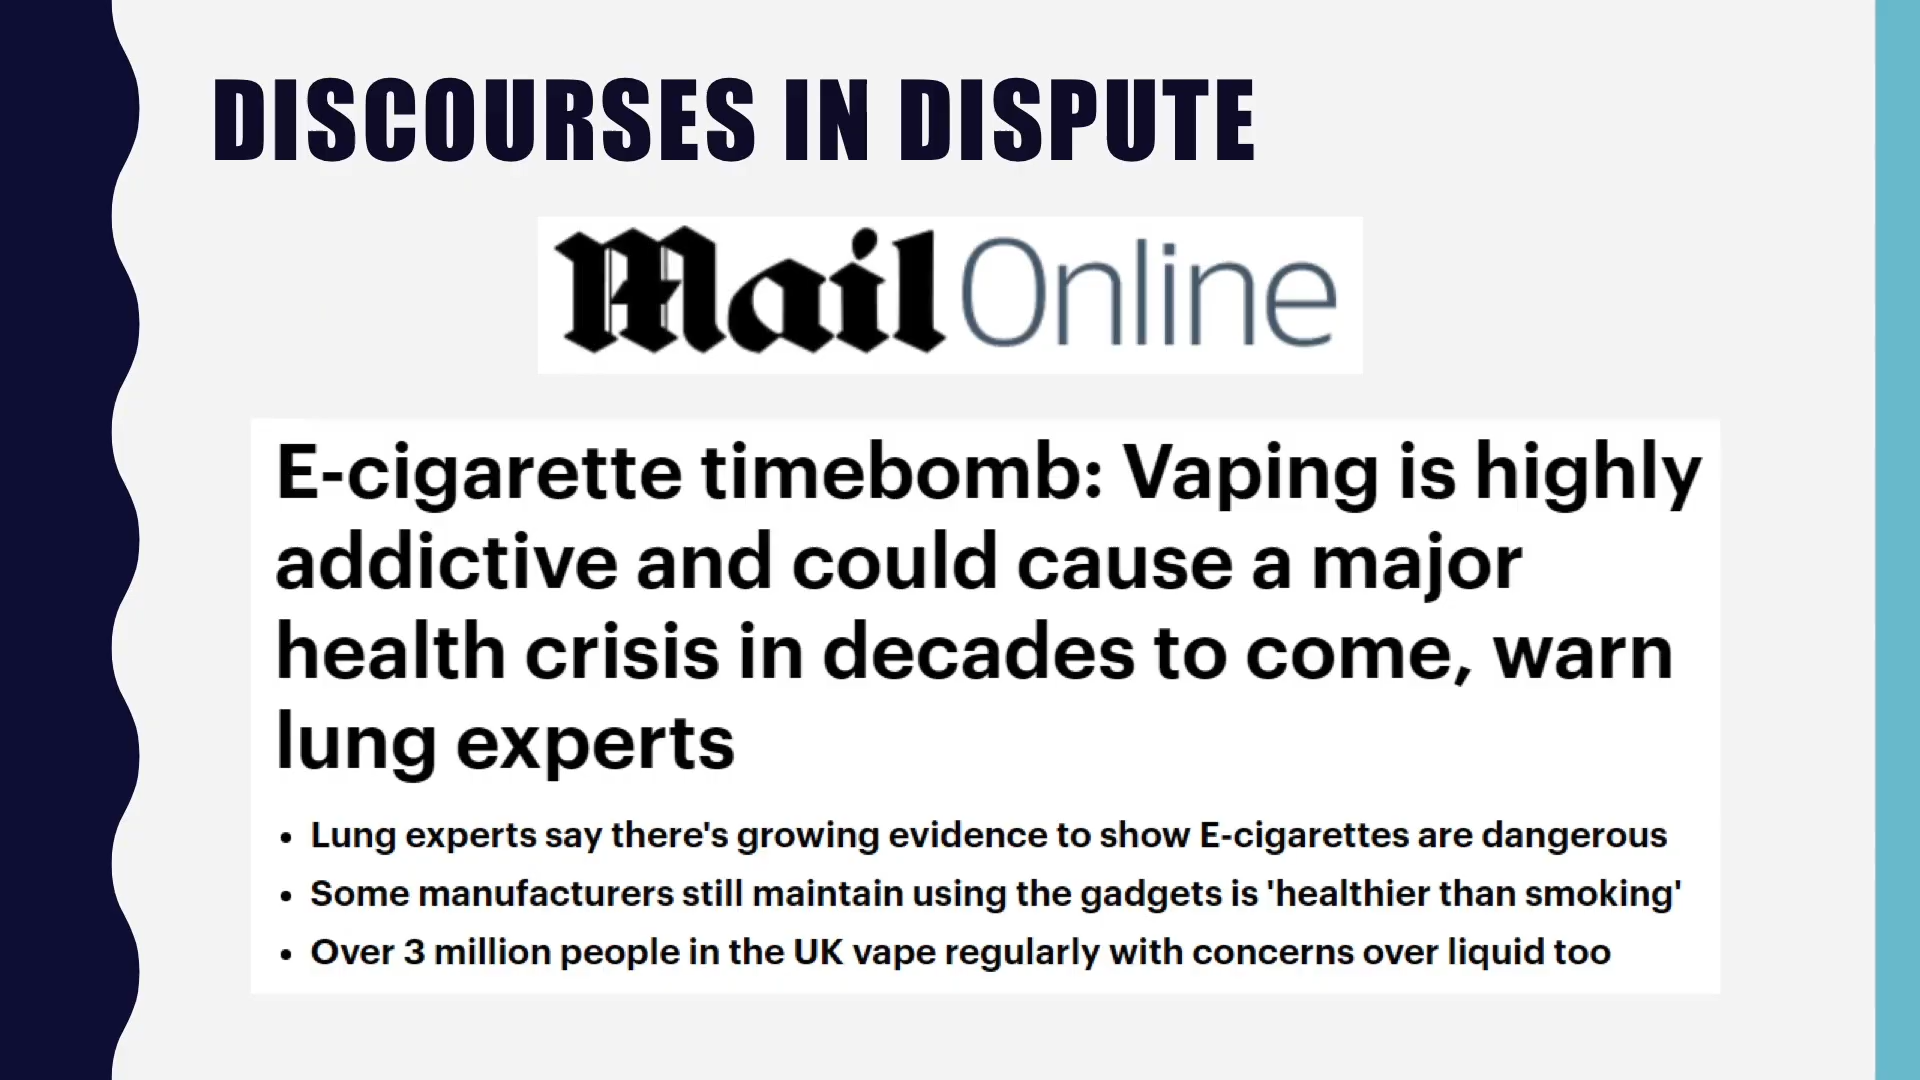 DISCOURSES IN DISPUTE
Mail Online
E-cigarette timebomb: Vaping is highly
addictive and could cause a major
health crisis in decades to come, warn
lung experts
• Lung experts say there's growing evidence to show E-cigarettes are dangerous
• Some manufacturers still maintain using the gadgets is 'healthier than smoking'
• Over 3 million people in the UK vape regularly with concerns over liquid too